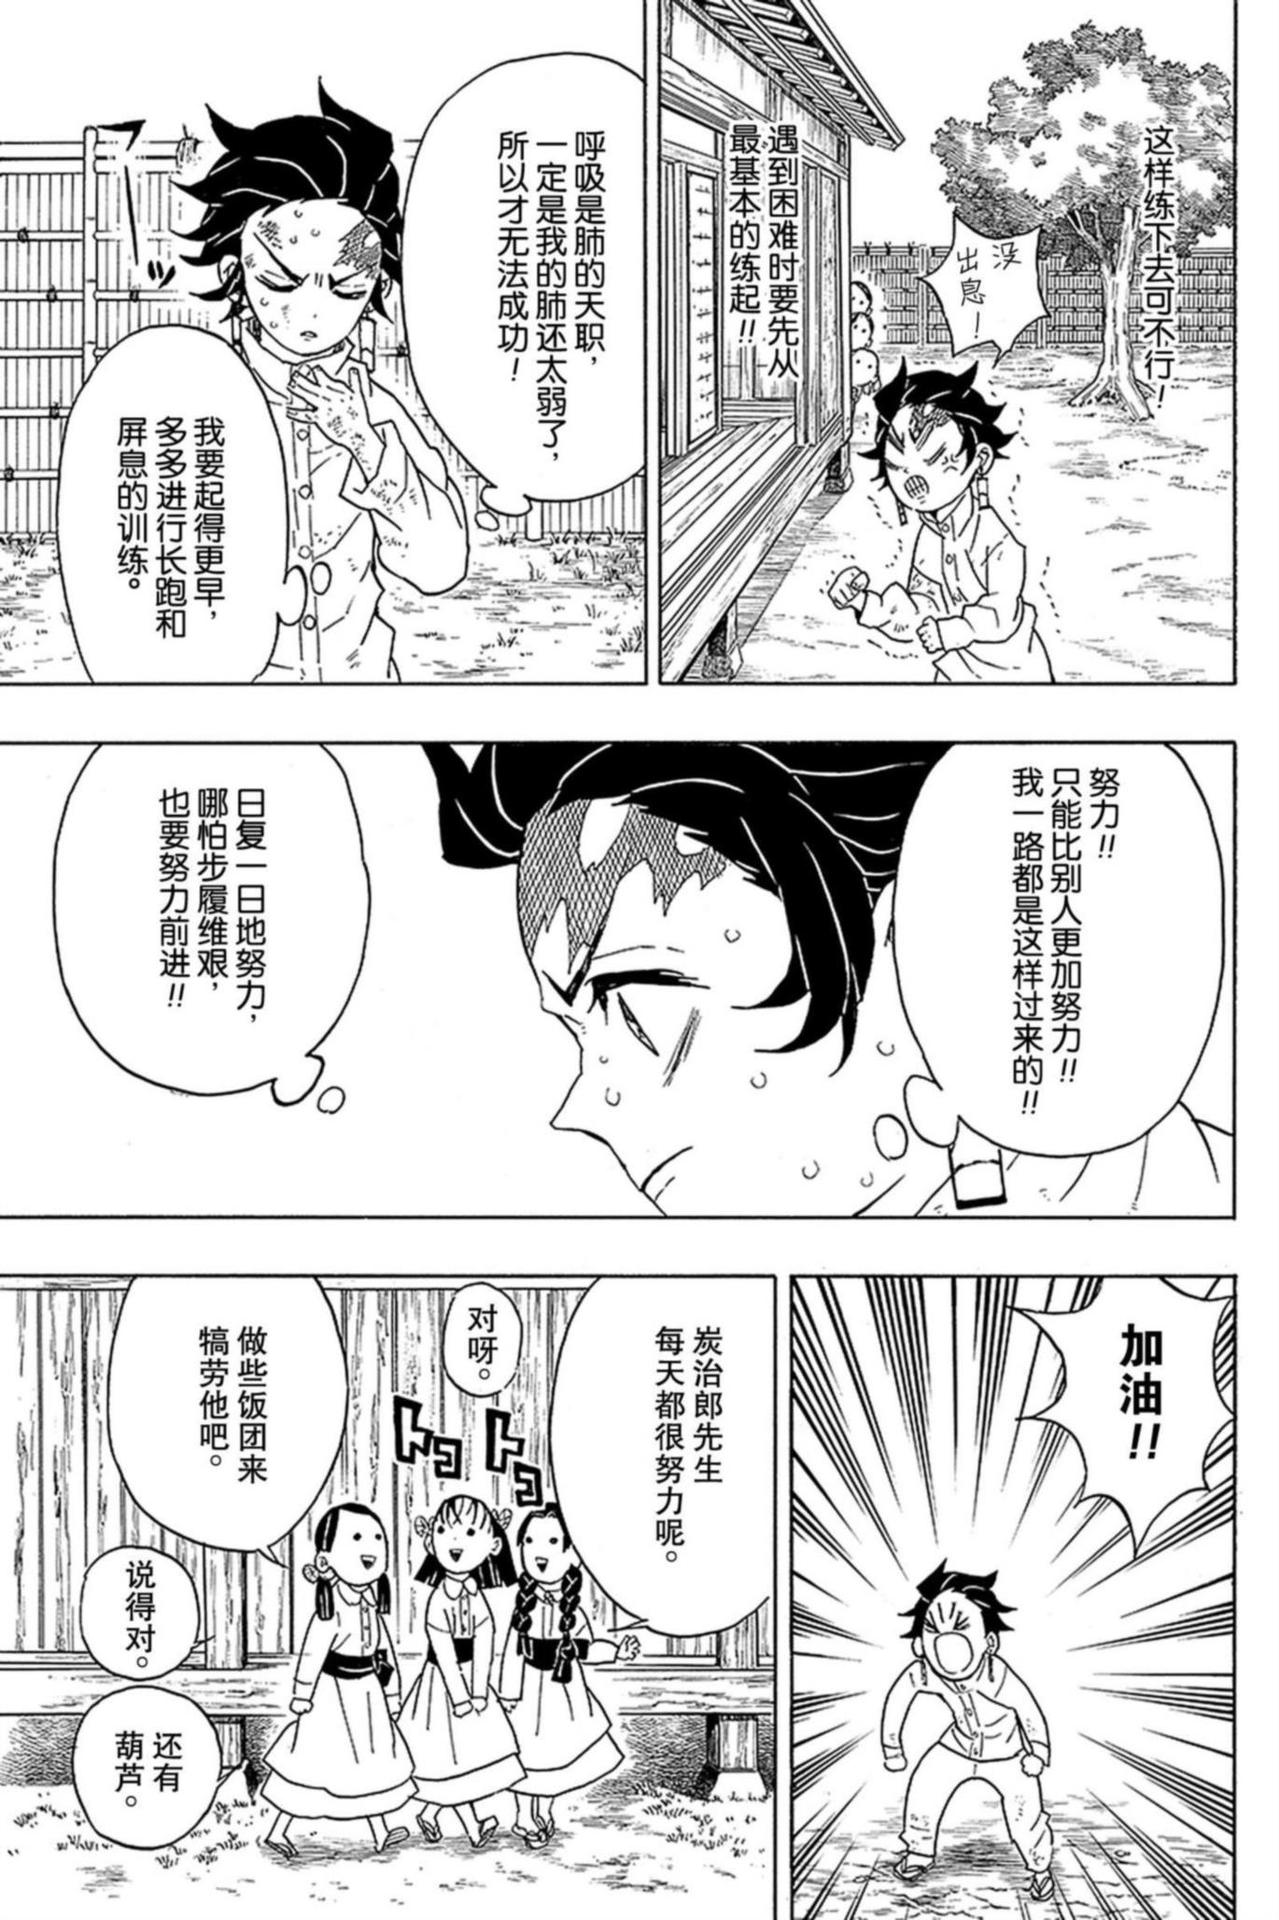 这样练下去可不行！
没
出息！
遇到困难时要先从
最基本的练起!!
呼吸是肺的天职，
一定是我的肺还太弱了，
所以才无法成功！
我要起得更早，
多多进行长跑和
屏息的训练。
努力!!
只能比别人更加努力!!
我一路都是这样过来的!!
日复一日地努力，
哪怕步履维艰，
也要努力前进!!
加油!!
炭治郎先生
每天都很努力呢。
对呀。
トコ
トコ
做些饭团来
犒劳他吧。
说得对。
还有
葫芦。